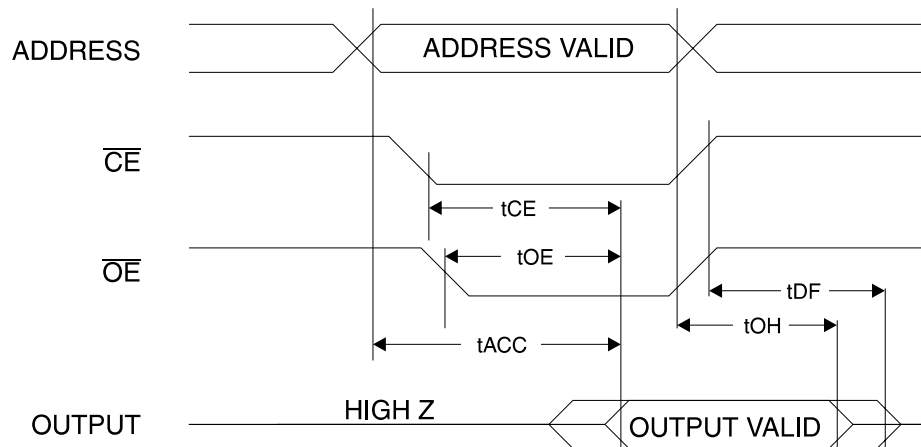 ADDRESS
ADDRESS VALID
CE
tCE
OE
tOE
tDF
tOH
tACC
HIGH Z
OUTPUT
OUTPUT VALID